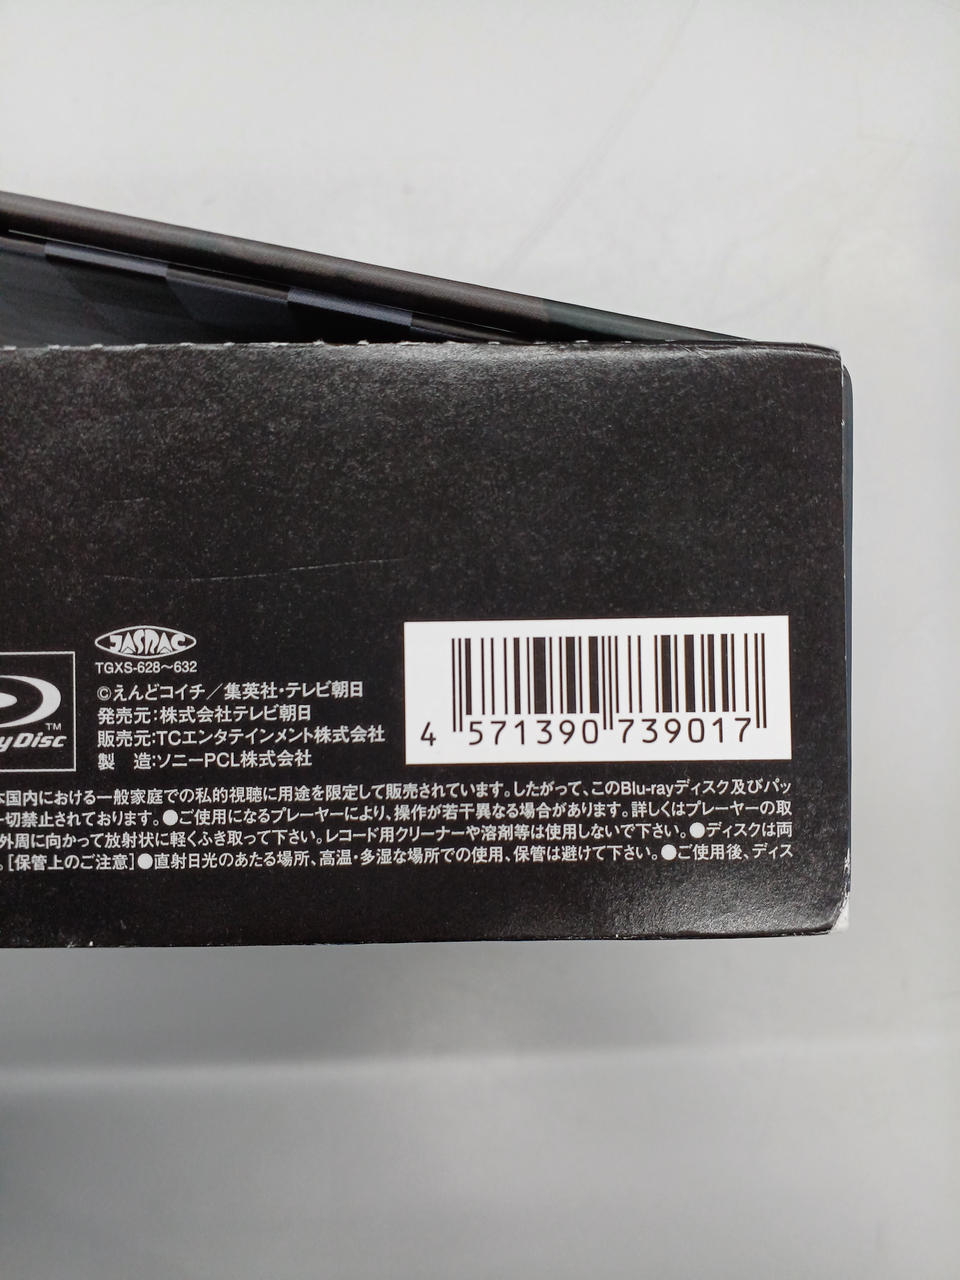 JASRAC
TGXS-628〜632
©えんどコイチ／集英社・テレビ朝日
発売元：株式会社テレビ朝日
販売元：TCエンタテインメント株式会社
製　造：ソニーPCL株式会社
TM
y Disc
4 571390 739017
国内における一般家庭での私的視聴に用途を限定して販売されています。したがって、このBlu-rayディスク及びパッ
一切禁止されております。●ご使用になるプレーヤーにより、操作が若干異なる場合があります。詳しくはプレーヤーの取
外周に向かって放射状に軽くふき取って下さい。レコード用クリーナーや溶剤等は使用しないで下さい。●ディスクは両
。［保管上のご注意］●直射日光のあたる場所、高温・多湿な場所での使用、保管は避けて下さい。●ご使用後、ディス